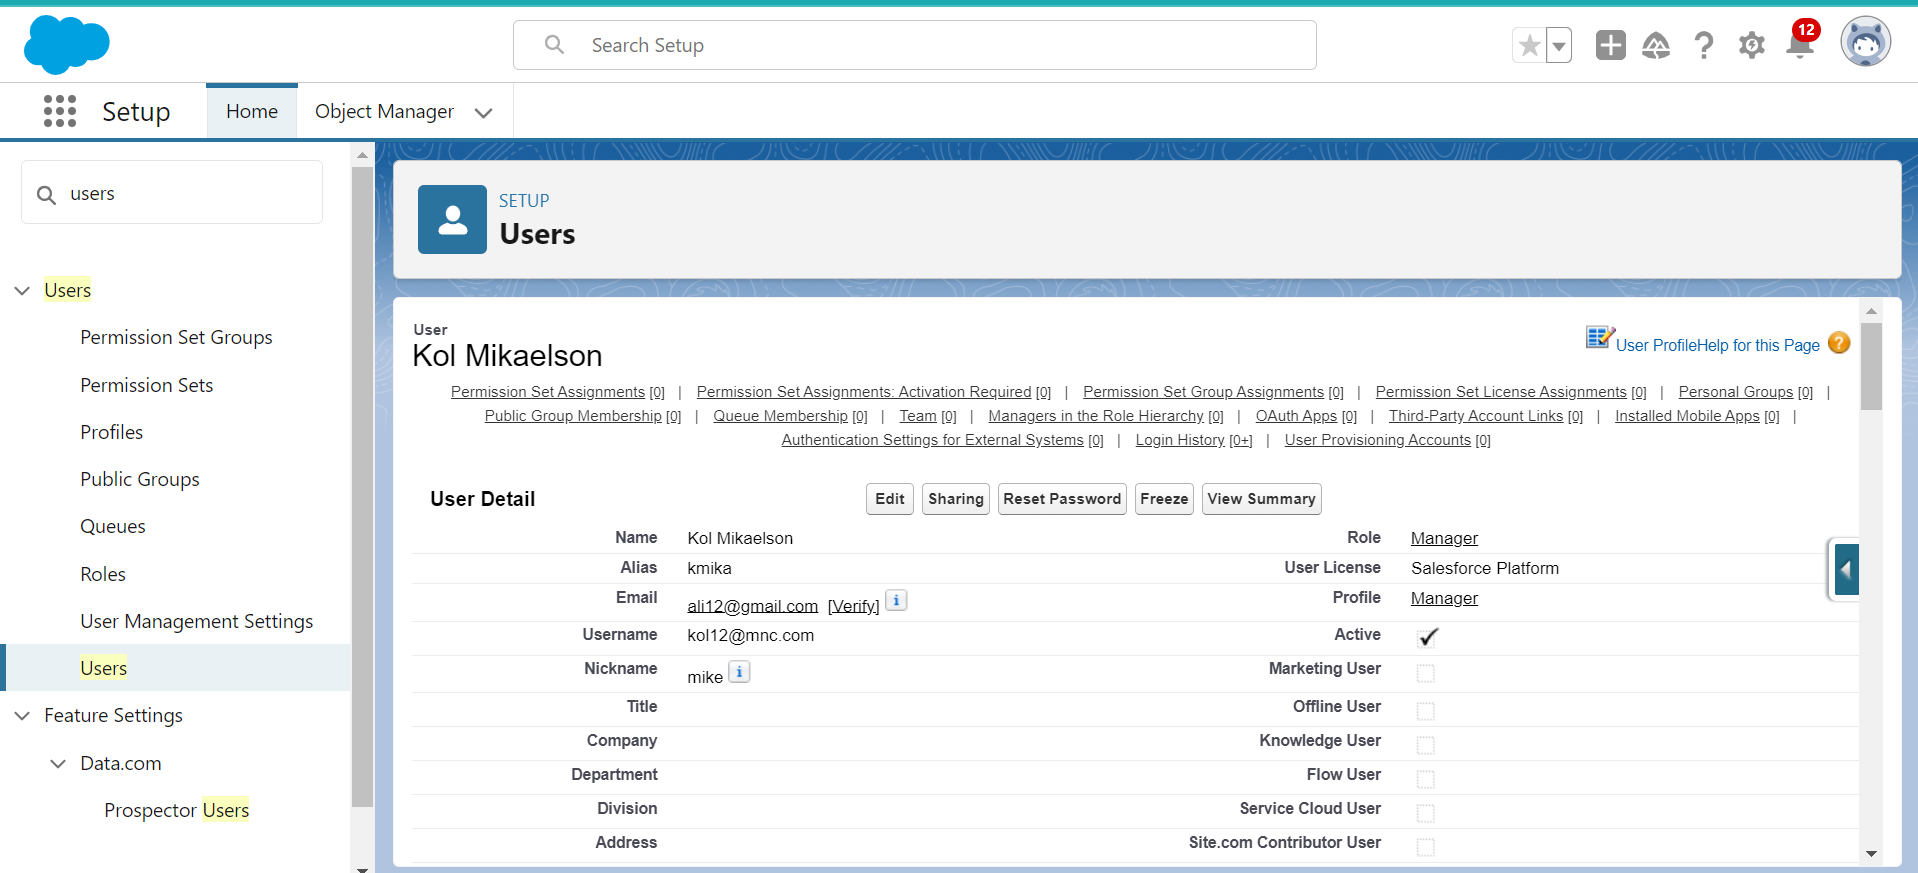 Search Setup
12
Setup
Home
Object Manager
users
Users
Permission Set Groups
Permission Sets
Profiles
Public Groups
Queues
Roles
User Management Settings
Users
Feature Settings
Data.com
Prospector Users
SETUP
Users
User
Kol Mikaelson
User ProfileHelp for this Page ?
Permission Set Assignments [0] | Permission Set Assignments: Activation Required [0] | Permission Set Group Assignments [0] | Permission Set License Assignments [0] | Personal Groups [0] |
Public Group Membership [0] | Queue Membership [0] | Team [0] | Managers in the Role Hierarchy [0] | OAuth Apps [0] | Third-Party Account Links [0] | Installed Mobile Apps [0] |
Authentication Settings for External Systems [0] | Login History [0+] | User Provisioning Accounts [0]
User Detail Edit Sharing Reset Password Freeze View Summary
Name Kol Mikaelson Role Manager
Alias kmika User License Salesforce Platform
Email ali12@gmail.com [Verify] i Profile Manager
Username kol12@mnc.com Active
Nickname mike i Marketing User
Title Offline User
Company Knowledge User
Department Flow User
Division Service Cloud User
Address Site.com Contributor User